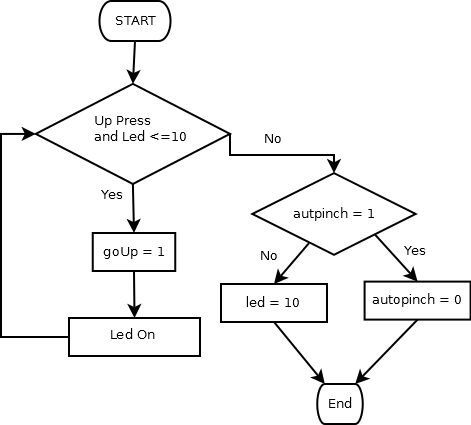 START
Up Press
and Led <=10
No
Yes
autpinch = 1
goUp = 1
No
Yes
led = 10
autopinch = 0
Led On
End